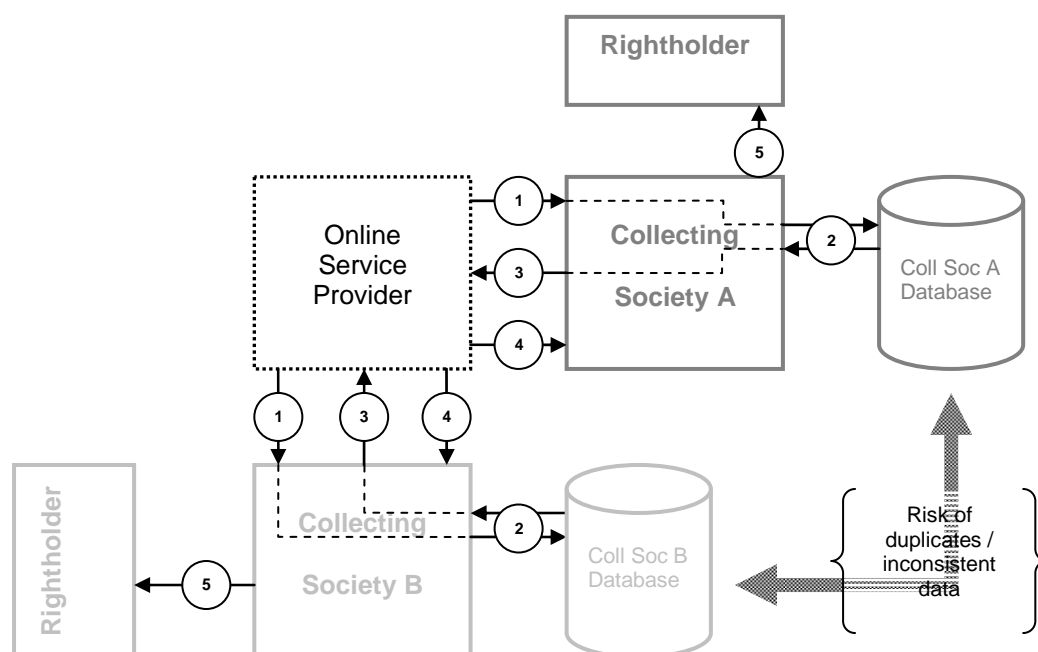 Rightholder
5
1
Online
Service
Provider
Collecting
2
3
Coll Soc A
Database
Society A
4
1
3
4
Rightholder
Collecting
2
Risk of
duplicates /
inconsistent
data
Coll Soc B
Database
5
Society B